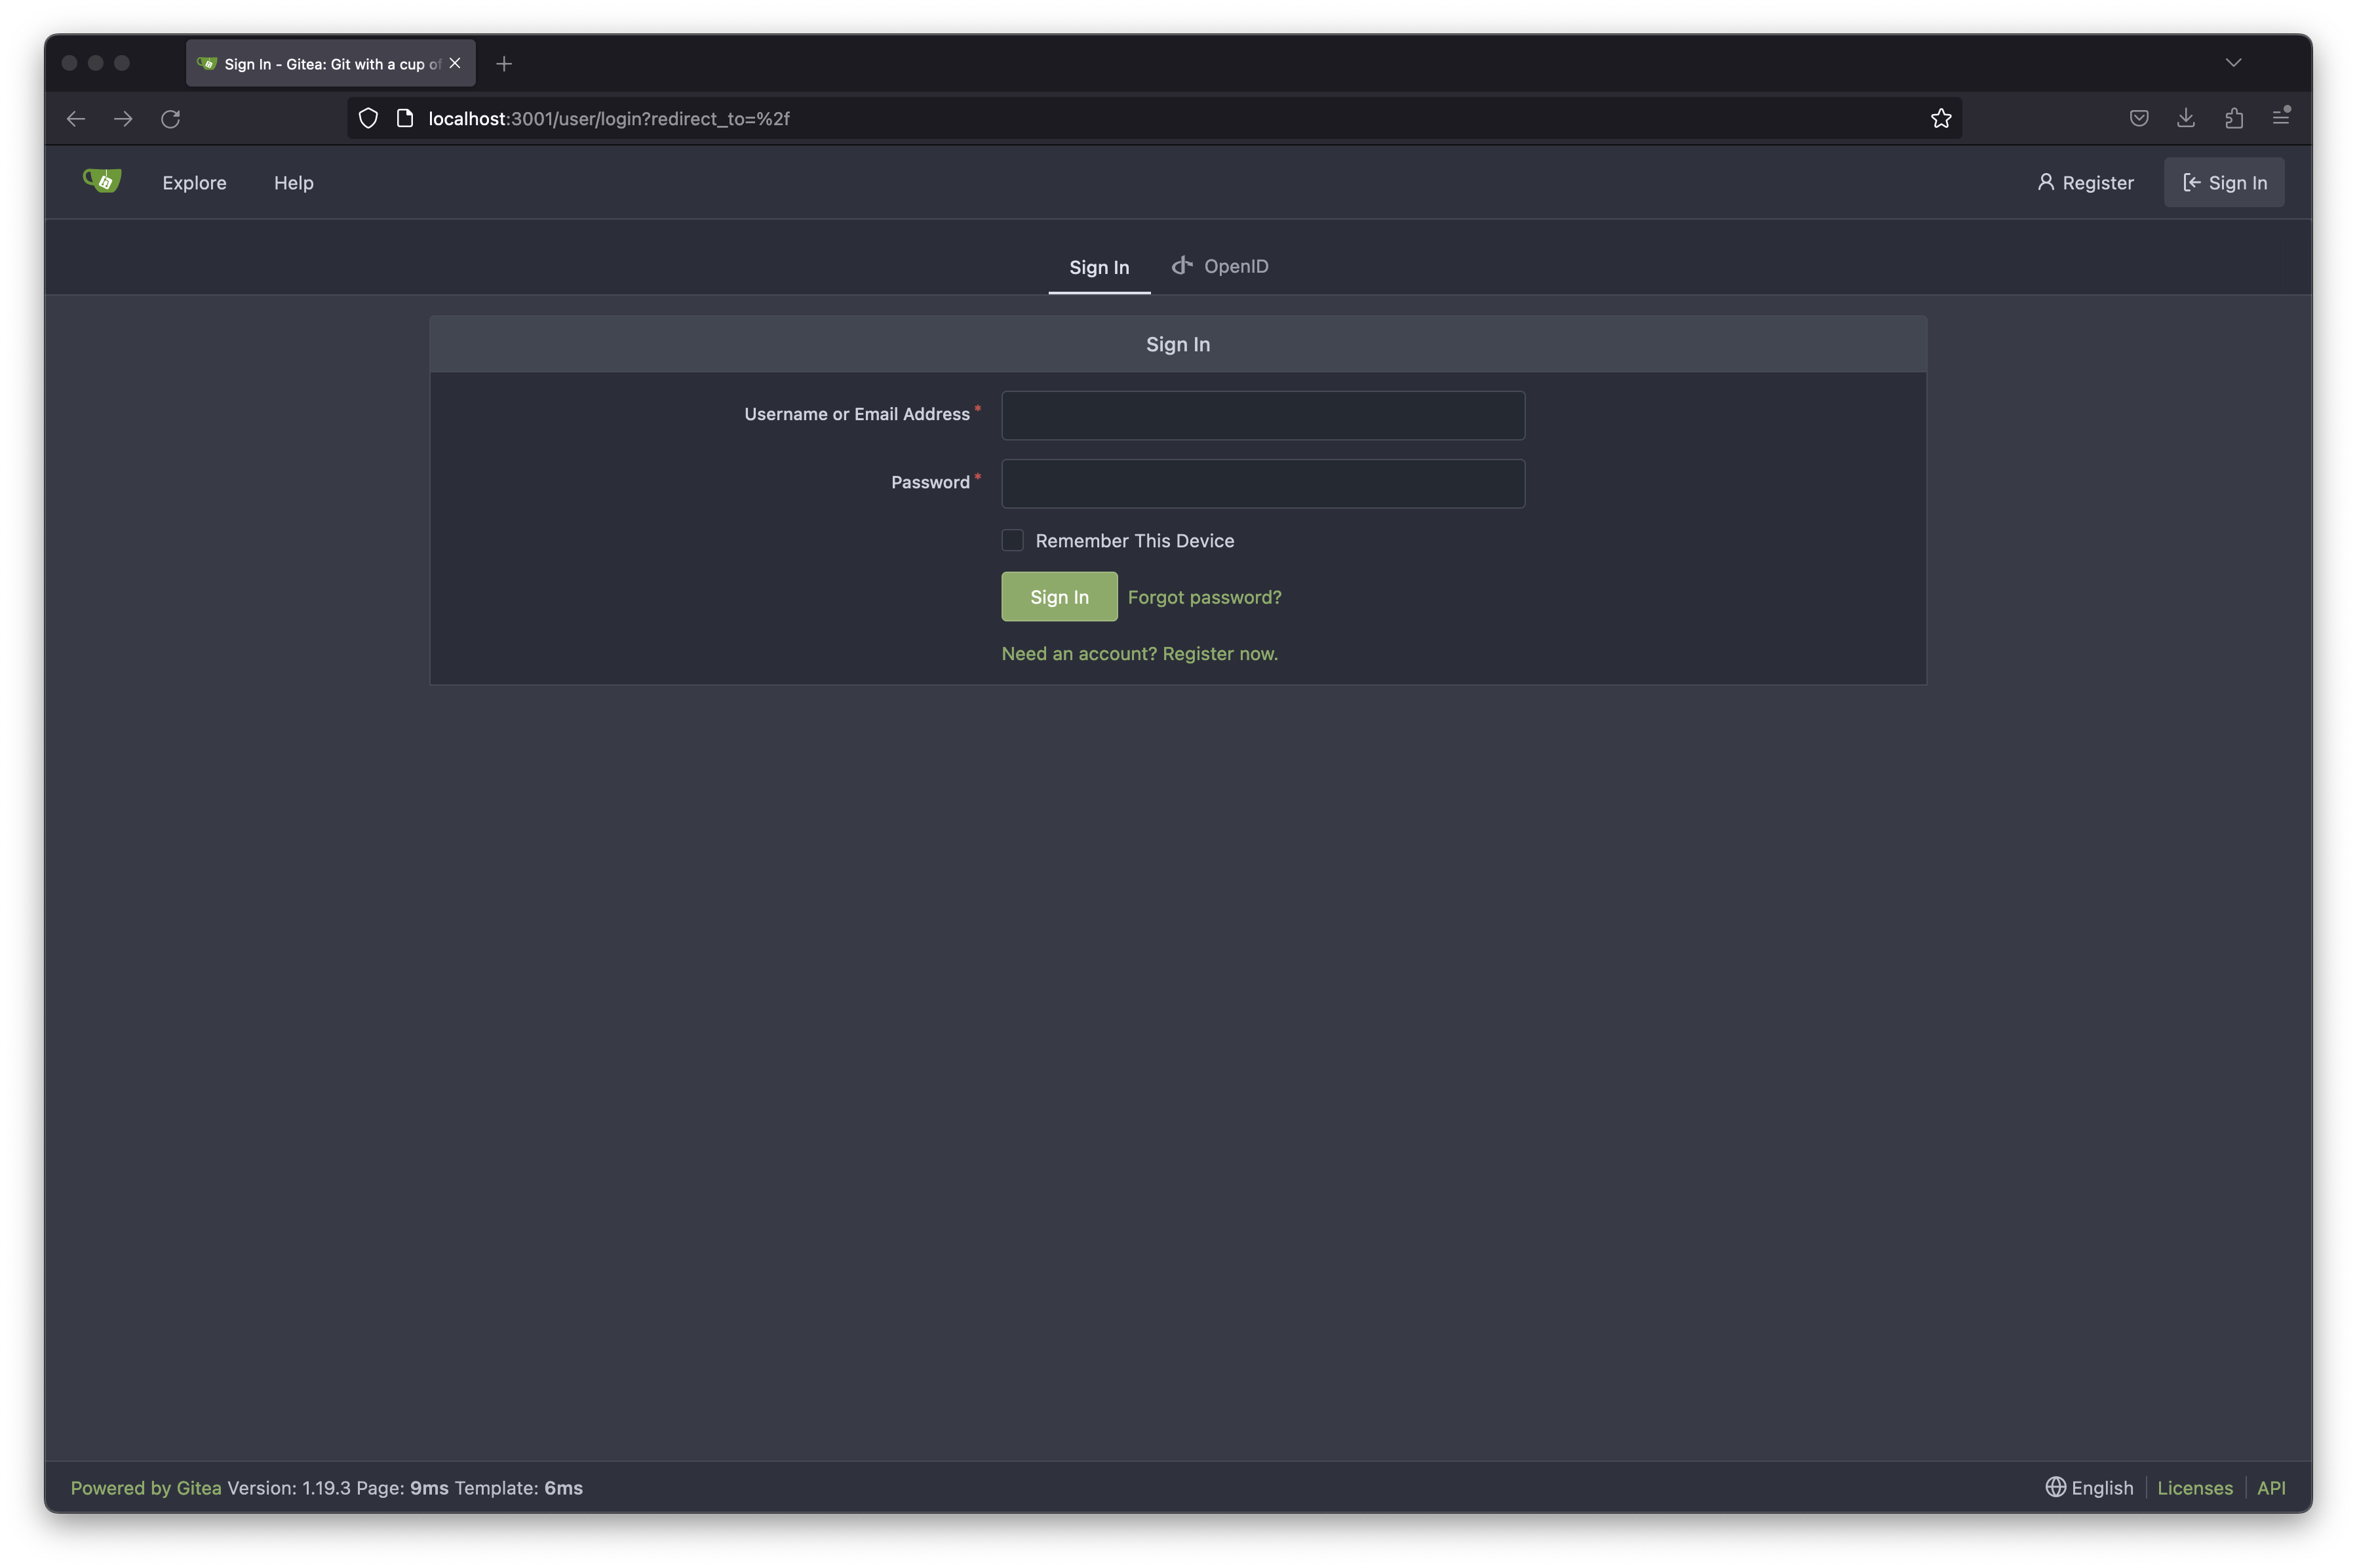 Sign In - Gitea: Git with a cup of
localhost:3001/user/login?redirect_to=%2f
Explore Help Register Sign In
Sign In OpenID
Sign In
Username or Email Address *
Password *
Remember This Device
Sign In Forgot password?
Need an account? Register now.
Powered by Gitea Version: 1.19.3 Page: 9ms Template: 6ms English Licenses API